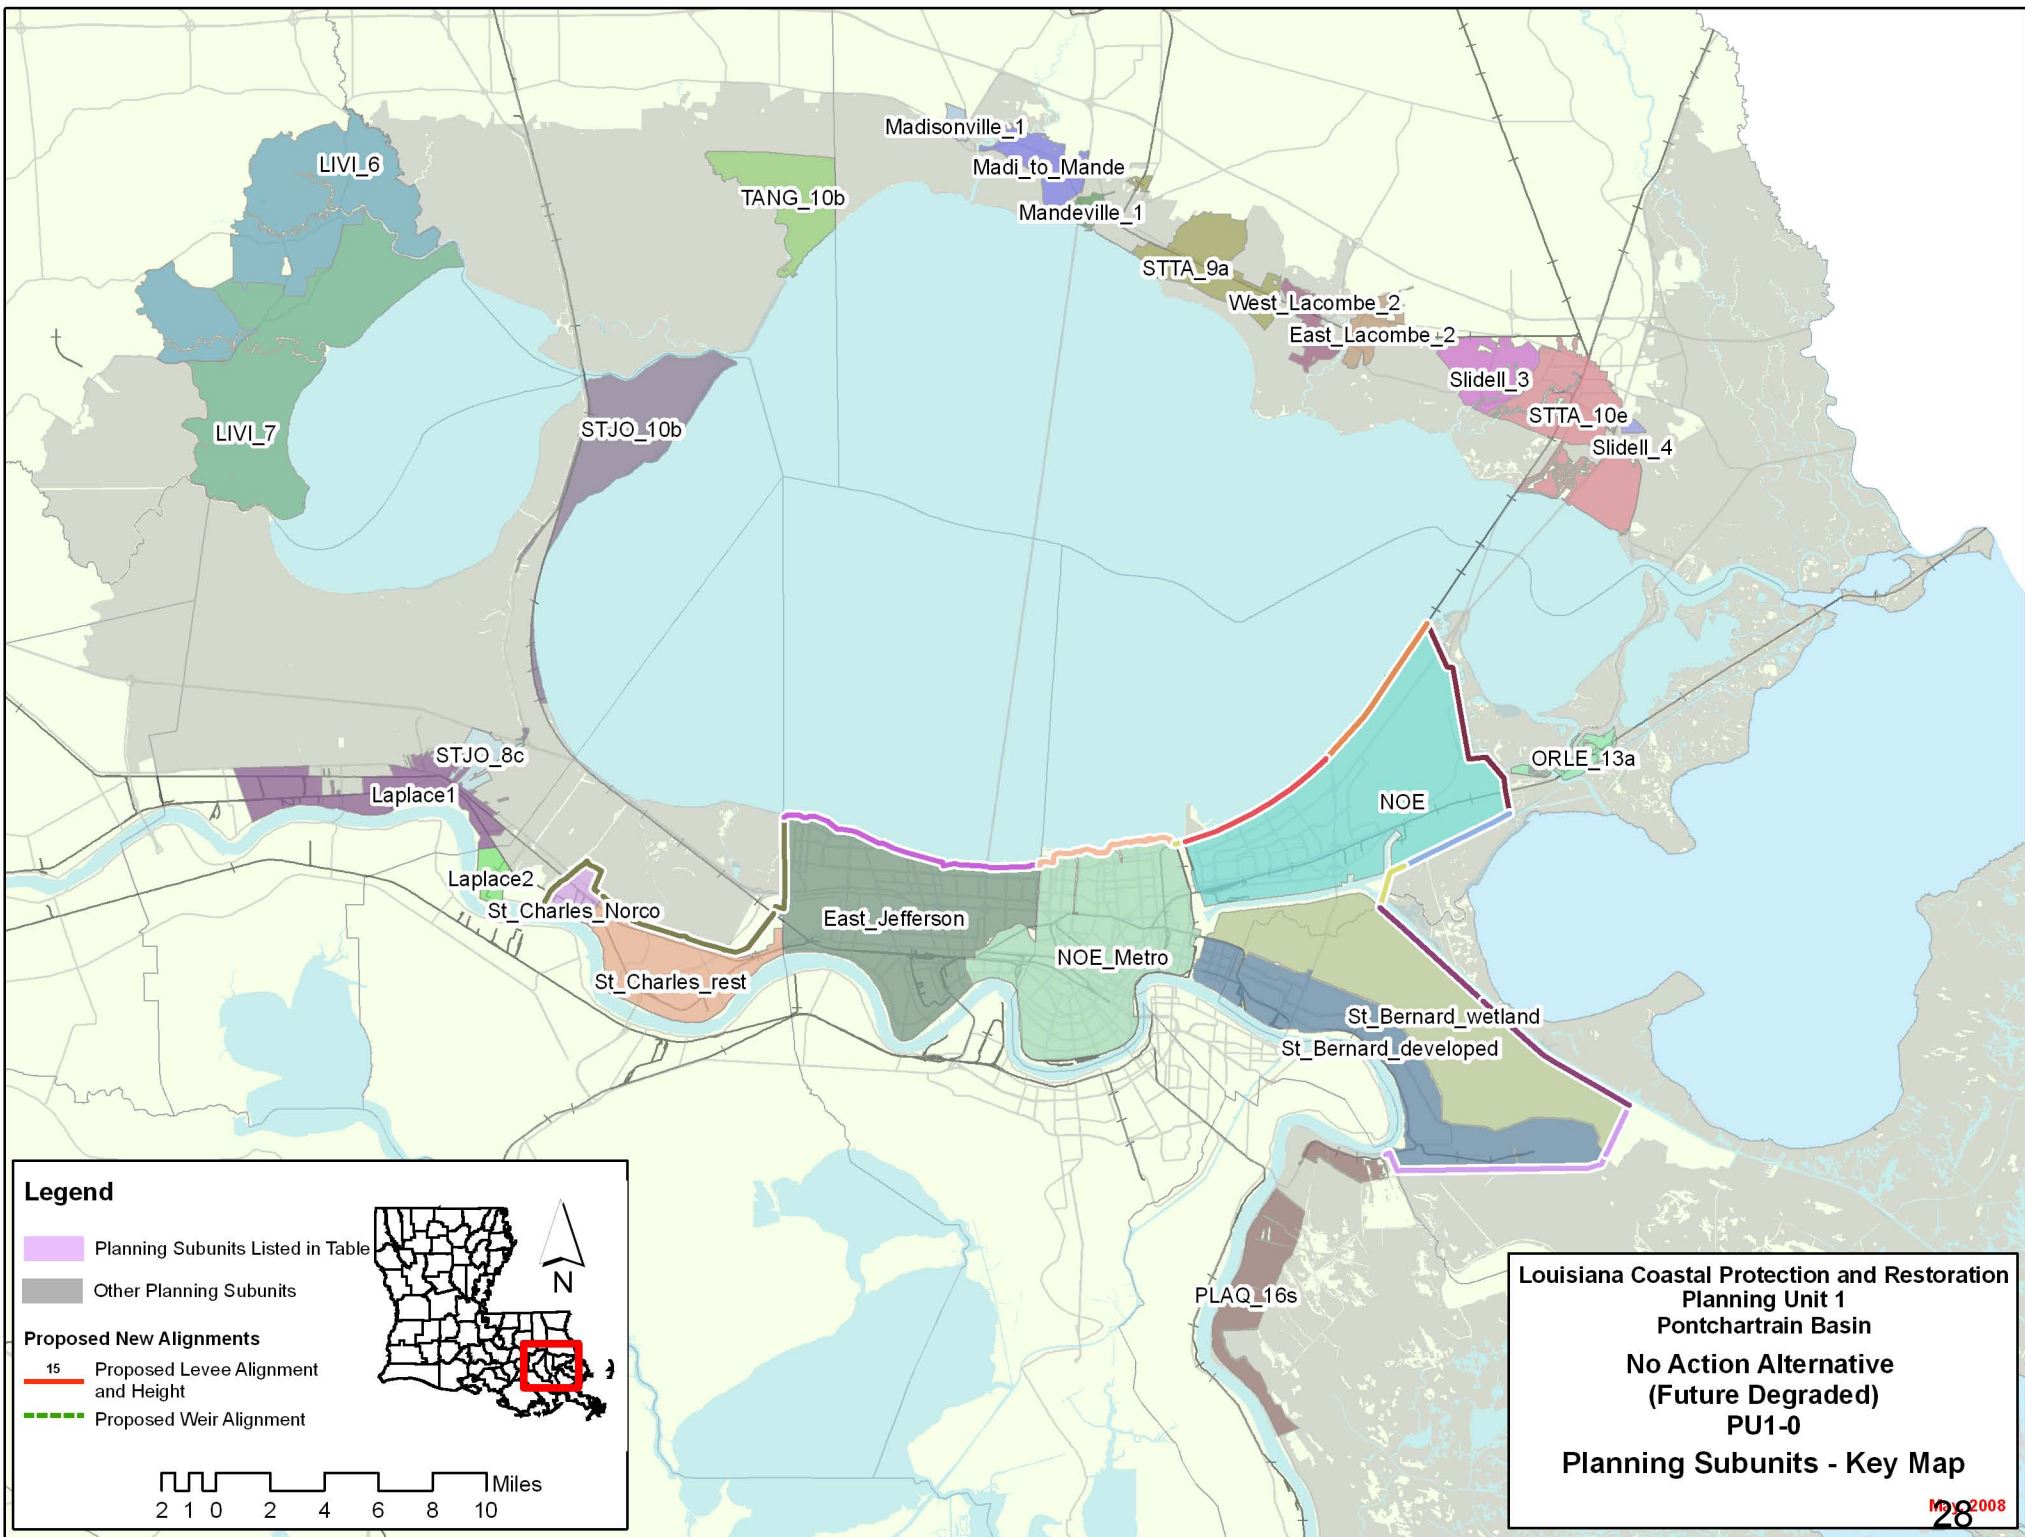 Madisonville_1
LIVI_6
Madi_to_Mande
TANG_10b
Mandeville_1
STTA_9a
West_Lacombe_2
East_Lacombe_2
Slidell_3
STTA_10e
LIVI_7
STJO_10b
Slidell_4
STJO_8c
ORLE_13a
Laplace1
NOE
Laplace2
St_Charles_Norco
East_Jefferson
NOE_Metro
St_Charles_rest
St_Bernard_wetland
St_Bernard_developed
PLAQ_16s
Legend
Planning Subunits Listed in Table
Other Planning Subunits
Proposed New Alignments
15 Proposed Levee Alignment
and Height
Proposed Weir Alignment
N
Miles
2 1 0 2 4 6 8 10
Louisiana Coastal Protection and Restoration
Planning Unit 1
Pontchartrain Basin
No Action Alternative
(Future Degraded)
PU1-0
Planning Subunits - Key Map
May, 2008
28